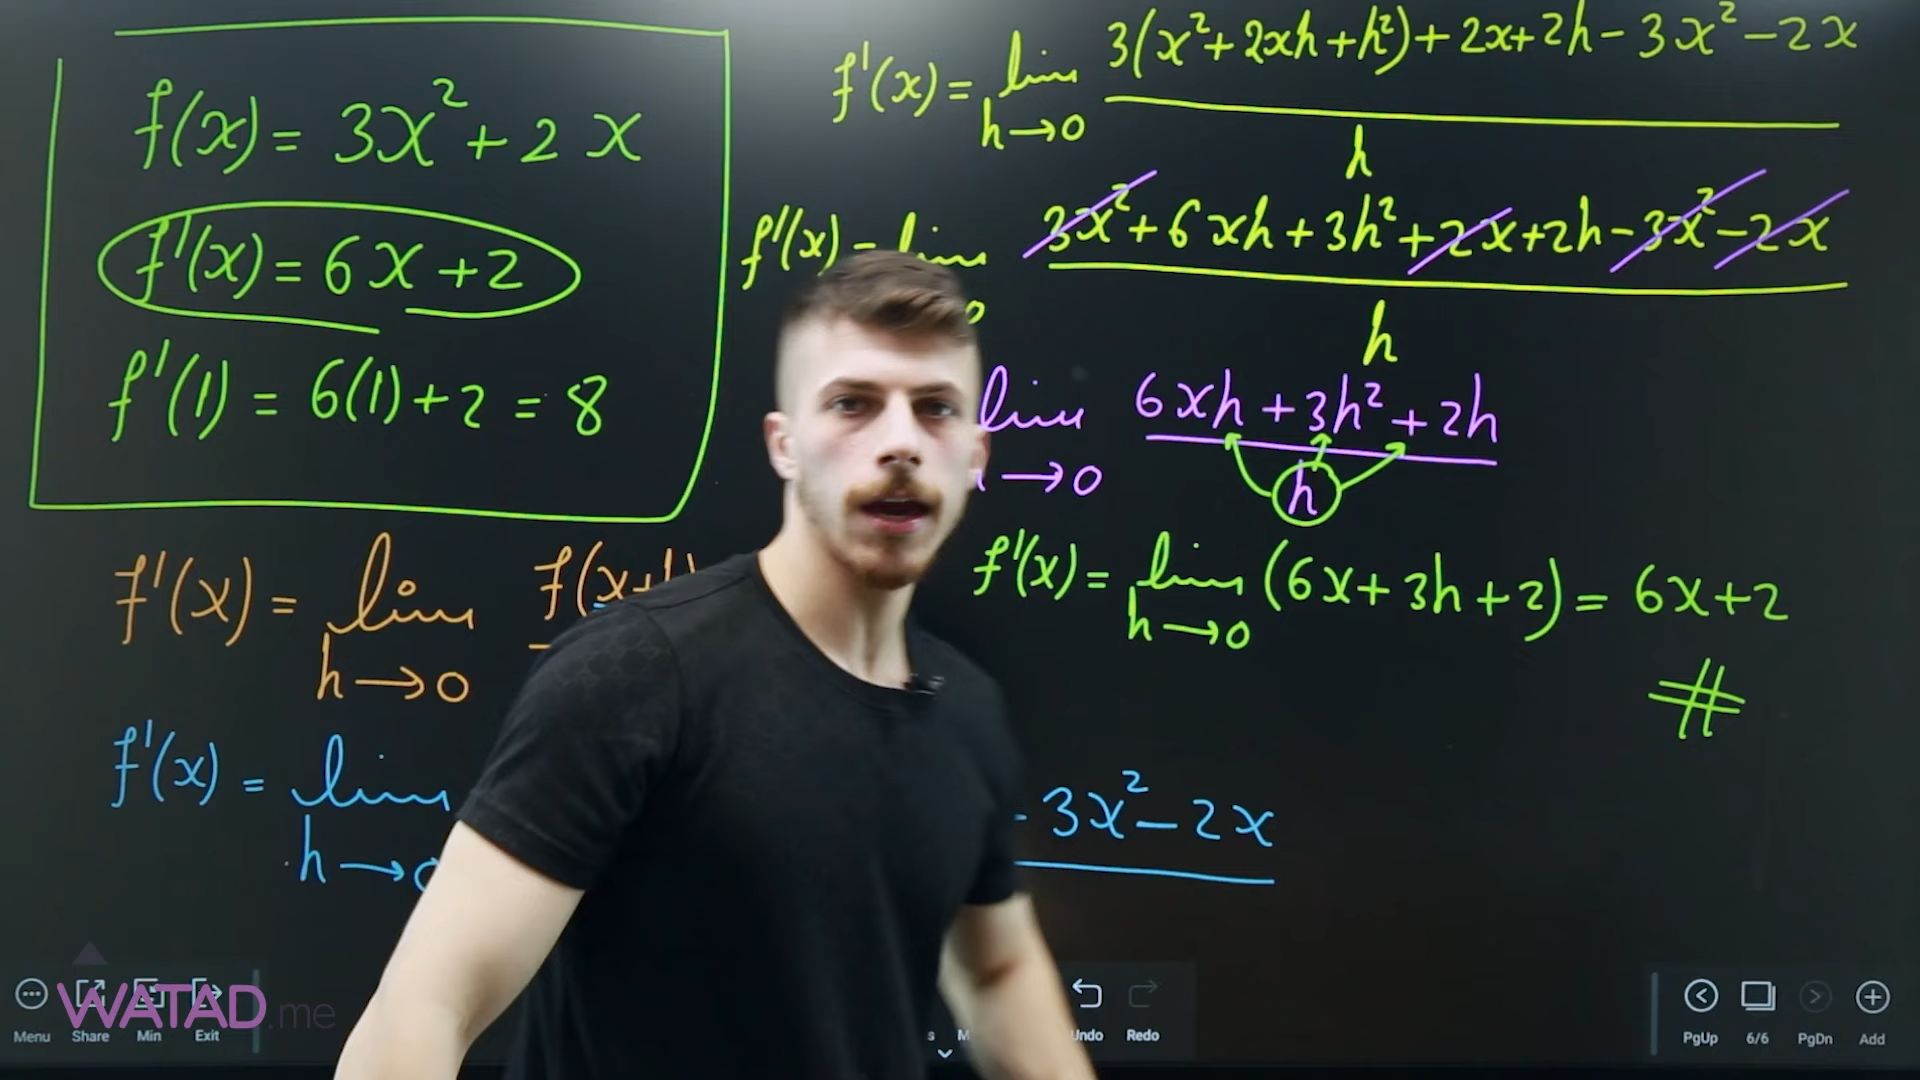 f(x) = 3x² + 2x
f'(x) = 6x + 2
f'(1) = 6(1) + 2 = 8
f'(x) = lim f(x+
h→0
f'(x) = lim - 3x² - 2x
h→0
f'(x) = lim 3(x² + 2xh + h²) + 2x + 2h - 3x² - 2x
h→0 h
f'(x) = lim 3x² + 6xh + 3h² + 2x + 2h - 3x² - 2x
h
lim 6xh + 3h² + 2h
→0 h
f'(x) = lim (6x + 3h + 2) = 6x + 2
h→0
#
WATAD.me
Menu Share Min Exit
Undo Redo
PgUp 6/6 PgDn Add